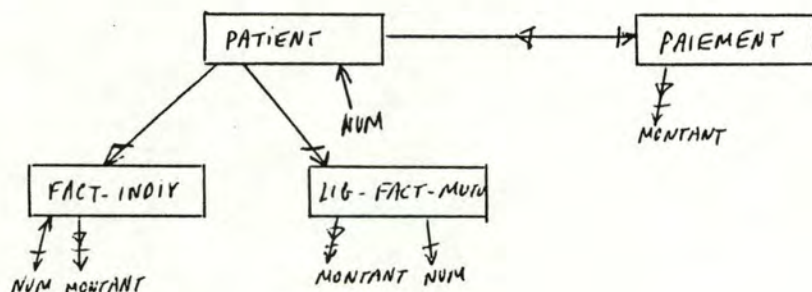 PATIENT
PAIEMENT
NUM
MONTANT
FACT-INDIV
LIG-FACT-MUTU
NUM MONTANT
MONTANT NUM